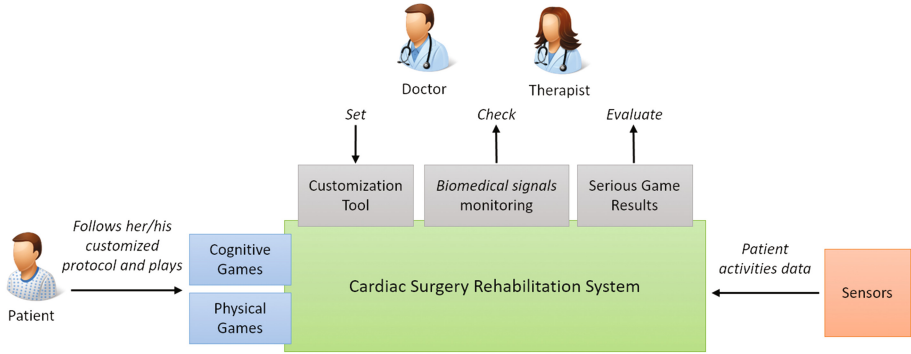 Doctor
Therapist
Set
Check
Evaluate
Customization
Tool
Biomedical signals
monitoring
Serious Game
Results
Follows her/his
customized
protocol and plays
Patient
Cognitive
Games
Physical
Games
Cardiac Surgery Rehabilitation System
Patient
activities data
Sensors